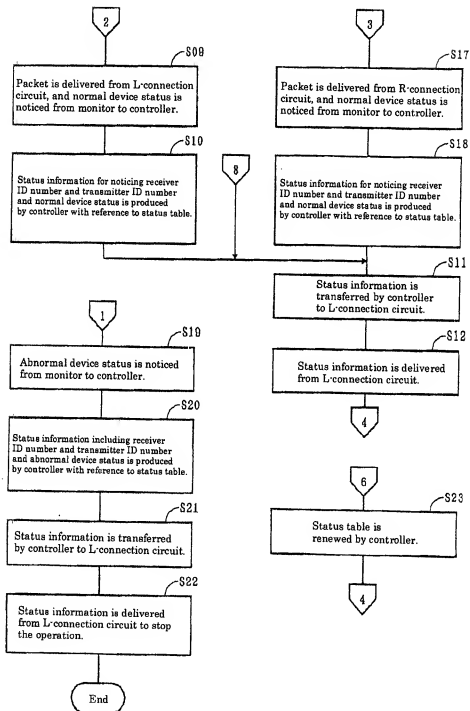 2
S09
Packet is delivered from L-connection
circuit, and normal device status is
noticed from monitor to controller.
S10
Status information for noticing receiver
ID number and transmitter ID number
and normal device status is produced
by controller with reference to status table.
8
3
S17
Packet is delivered from R-connection
circuit, and normal device status is
noticed from monitor to controller.
S18
Status information for noticing receiver
ID number and transmitter ID number
and normal device status is produced
by controller with reference to status table.
S11
Status information is
transferred by controller
to L-connection circuit.
S12
Status information is delivered
from L-connection circuit.
4
1
S19
Abnormal device status is noticed
from monitor to controller.
S20
Status information including receiver
ID number and transmitter ID number
and abnormal device status is produced
by controller with reference to status table.
S21
Status information is transferred
by controller to L-connection circuit.
S22
Status information is delivered
from L-connection circuit to stop
the operation.
End
6
S23
Status table is
renewed by controller.
4